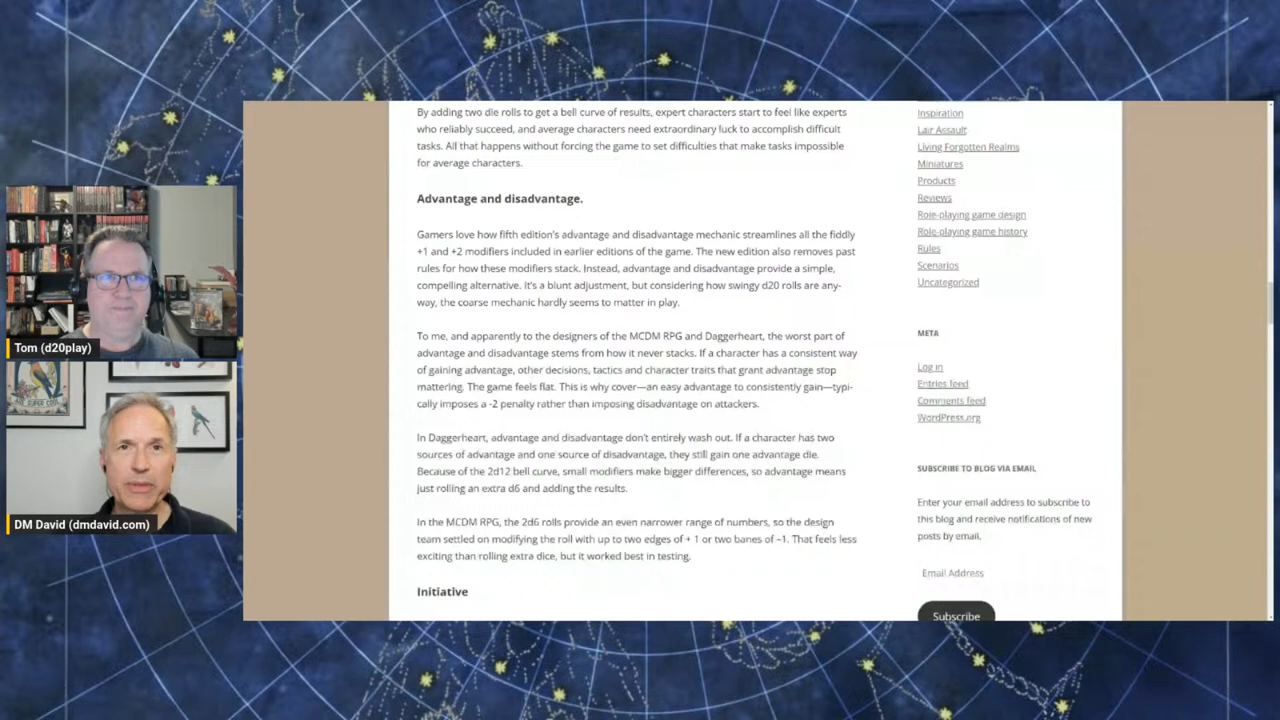 By adding two die rolls to get a bell curve of results, expert characters start to feel like experts
who reliably succeed, and average characters need extraordinary luck to accomplish difficult
tasks. All that happens without forcing the game to set difficulties that make tasks impossible
for average characters.
Advantage and disadvantage.
Gamers love how fifth edition's advantage and disadvantage mechanic streamlines all the fiddly
+1 and +2 modifiers included in earlier editions of the game. The new edition also removes past
rules for how these modifiers stack. Instead, advantage and disadvantage provide a simple,
compelling alternative. It's a blunt adjustment, but considering how swingy d20 rolls are any-
way, the coarse mechanic hardly seems to matter in play.
To me, and apparently to the designers of the MCDM RPG and Daggerheart, the worst part of
advantage and disadvantage stems from how it never stacks. If a character has a consistent way
of gaining advantage, other decisions, tactics and character traits that grant advantage stop
mattering. The game feels flat. This is why cover—an easy advantage to consistently gain—typi-
cally imposes a -2 penalty rather than imposing disadvantage on attackers.
In Daggerheart, advantage and disadvantage don't entirely wash out. If a character has two
sources of advantage and one source of disadvantage, they still gain one advantage die.
Because of the 2d12 bell curve, small modifiers make bigger differences, so advantage means
just rolling an extra d6 and adding the results.
In the MCDM RPG, the 2d6 rolls provide an even narrower range of numbers, so the design
team settled on modifying the roll with up to two edges of + 1 or two banes of –1. That feels less
exciting than rolling extra dice, but it worked best in testing.
Initiative
Inspiration
Lair Assault
Living Forgotten Realms
Miniatures
Products
Reviews
Role-playing game design
Role-playing game history
Rules
Scenarios
Uncategorized
META
Log in
Entries feed
Comments feed
WordPress.org
SUBSCRIBE TO BLOG VIA EMAIL
Enter your email address to subscribe to
this blog and receive notifications of new
posts by email.
Email Address
Subscribe
Tom (d20play)
DM David (dmdavid.com)